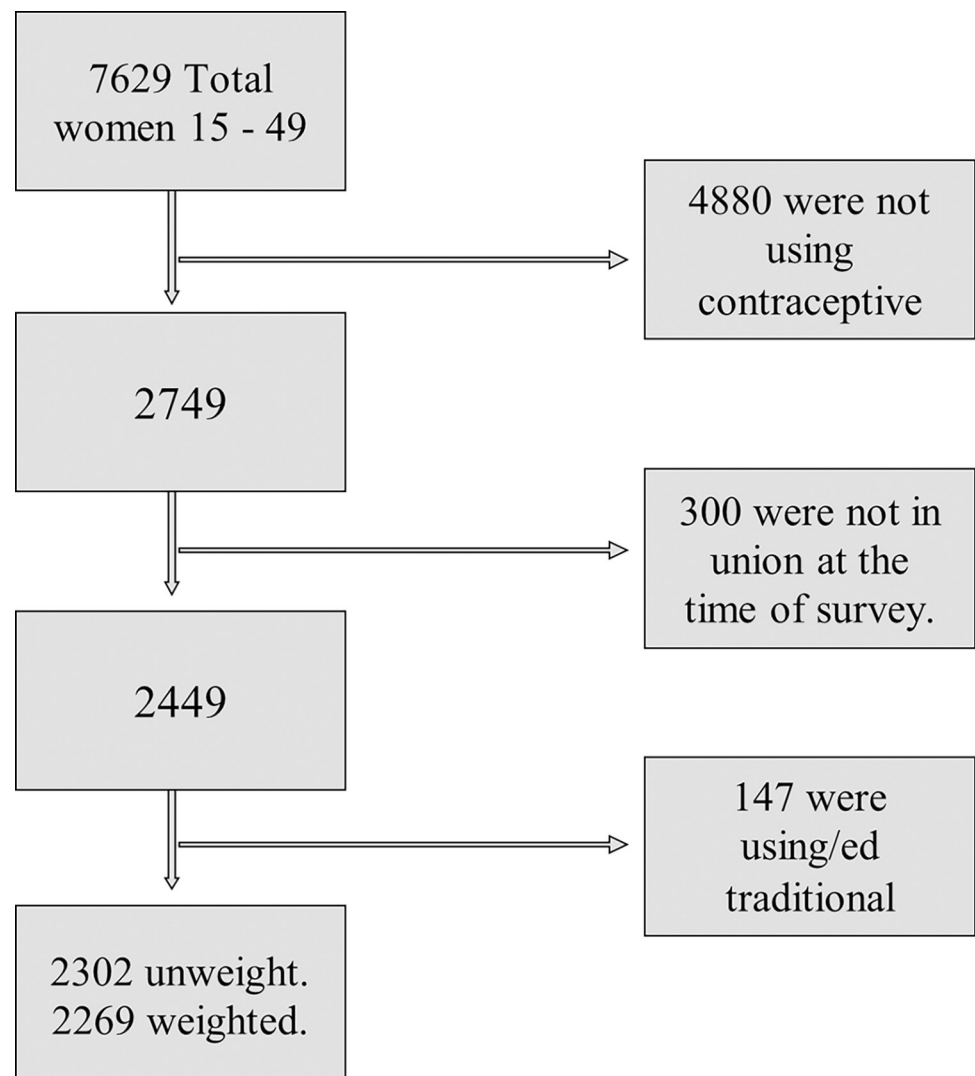 7629 Total
women 15 - 49
4880 were not
using
contraceptive
2749
300 were not in
union at the
time of survey.
2449
147 were
using/ed
traditional
2302 unweight.
2269 weighted.